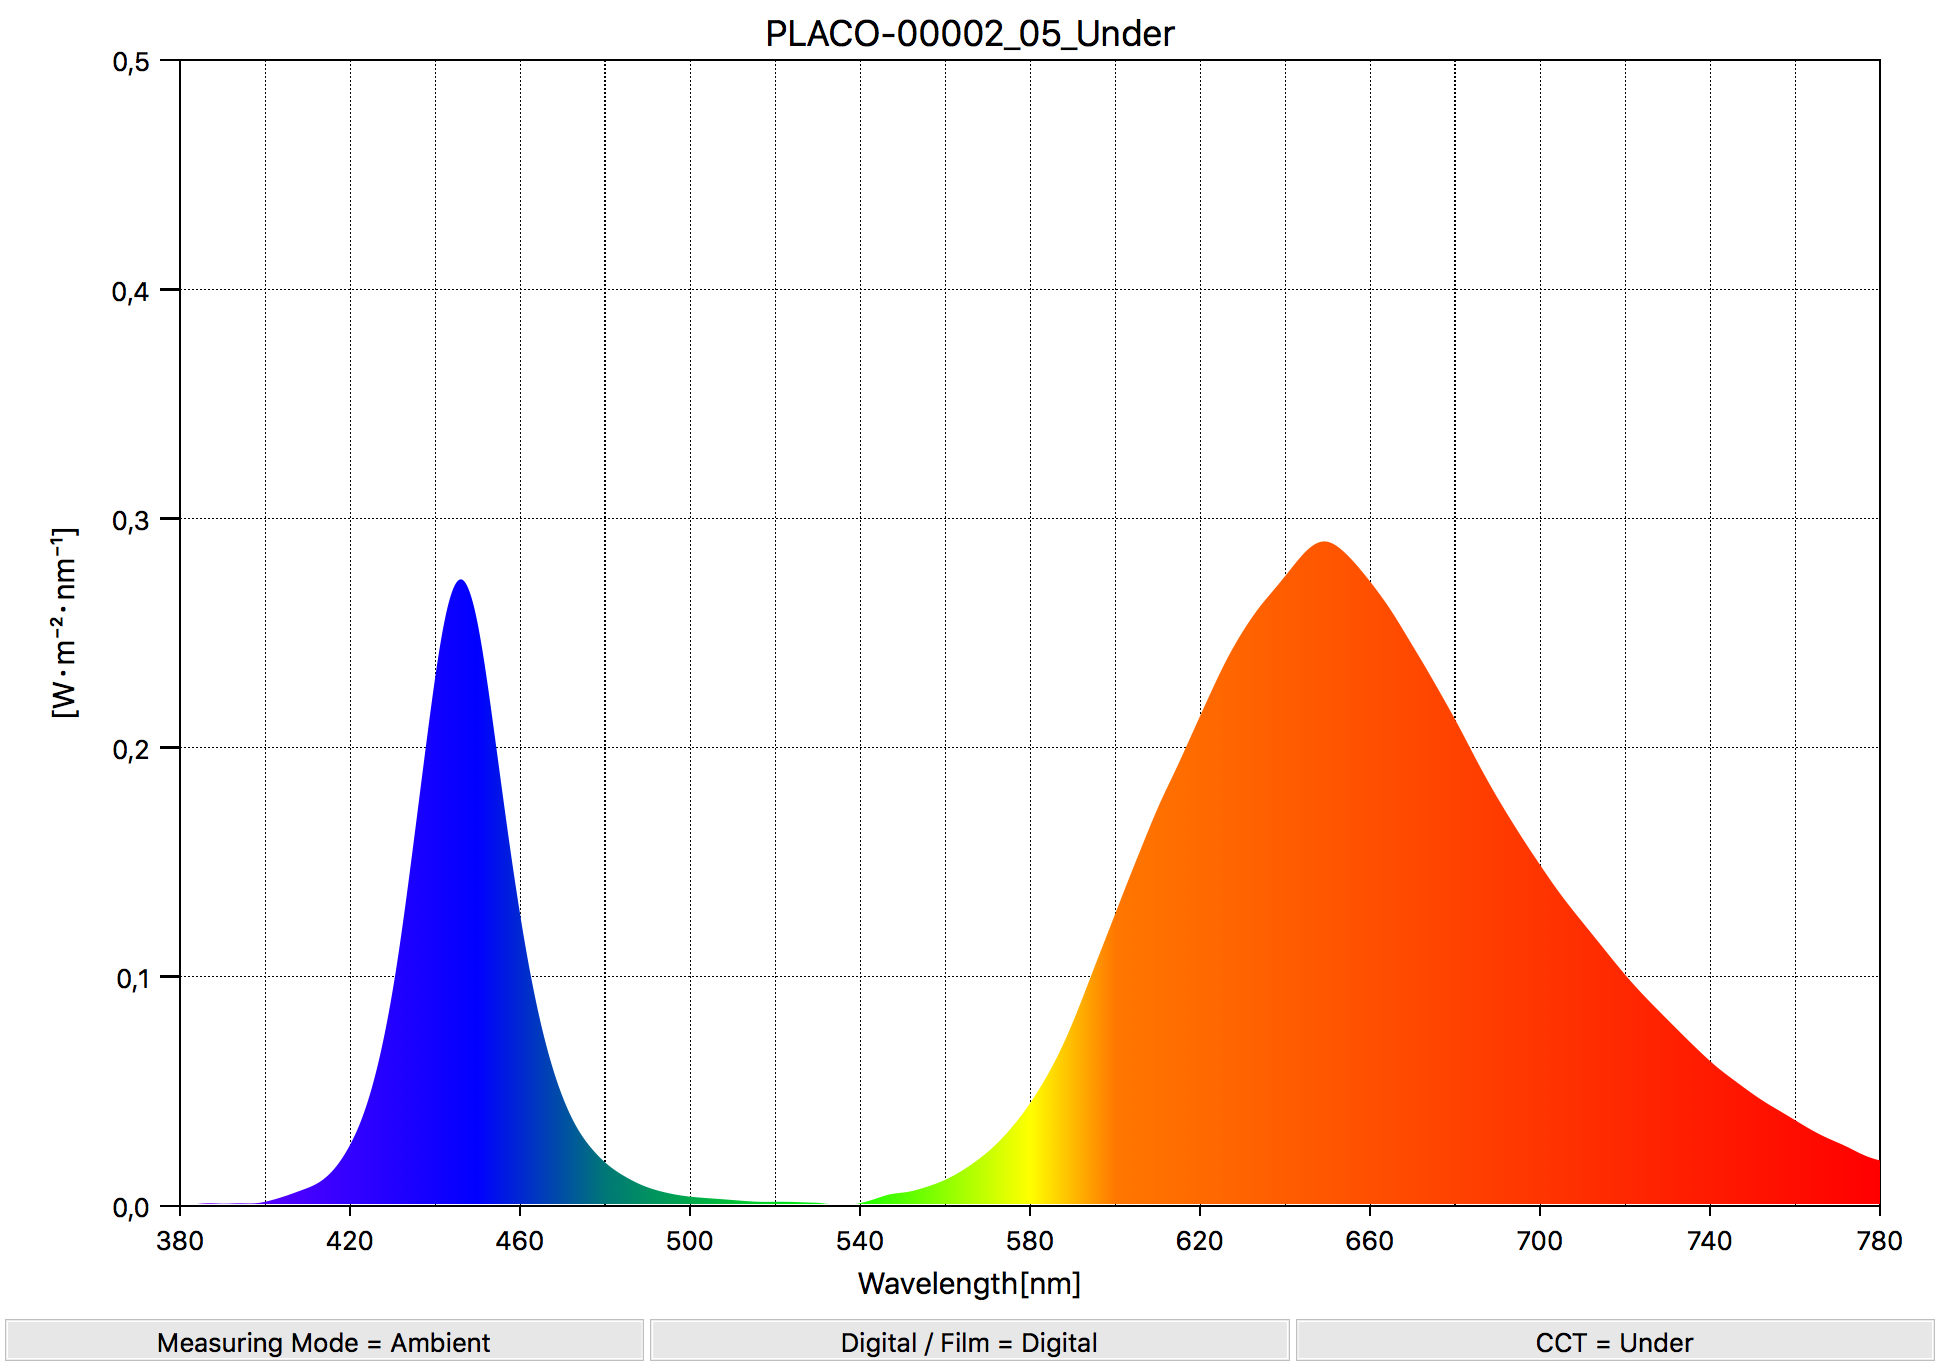 PLACO-00002_05_Under
0,5
0,4
0,3
0,2
0,1
0,0
[W·m⁻²·nm⁻¹]
380 420 460 500 540 580 620 660 700 740 780
Wavelength[nm]
Measuring Mode = Ambient Digital / Film = Digital CCT = Under